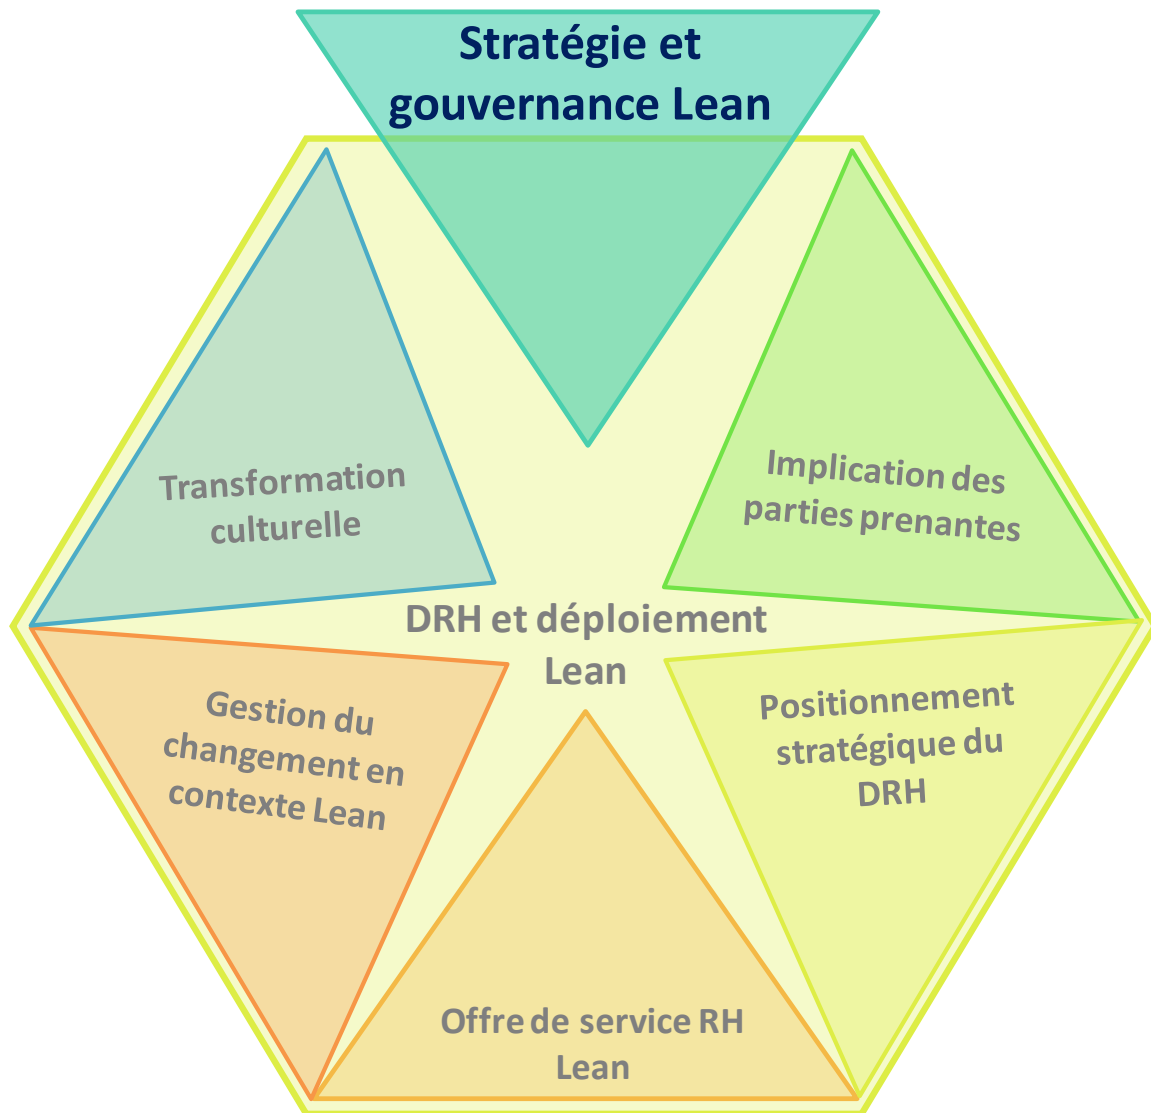 Stratégie et
gouvernance Lean
Transformation
culturelle
Implication des
parties prenantes
DRH et déploiement
Lean
Gestion du
changement en
contexte Lean
Positionnement
stratégique du
DRH
Offre de service RH
Lean